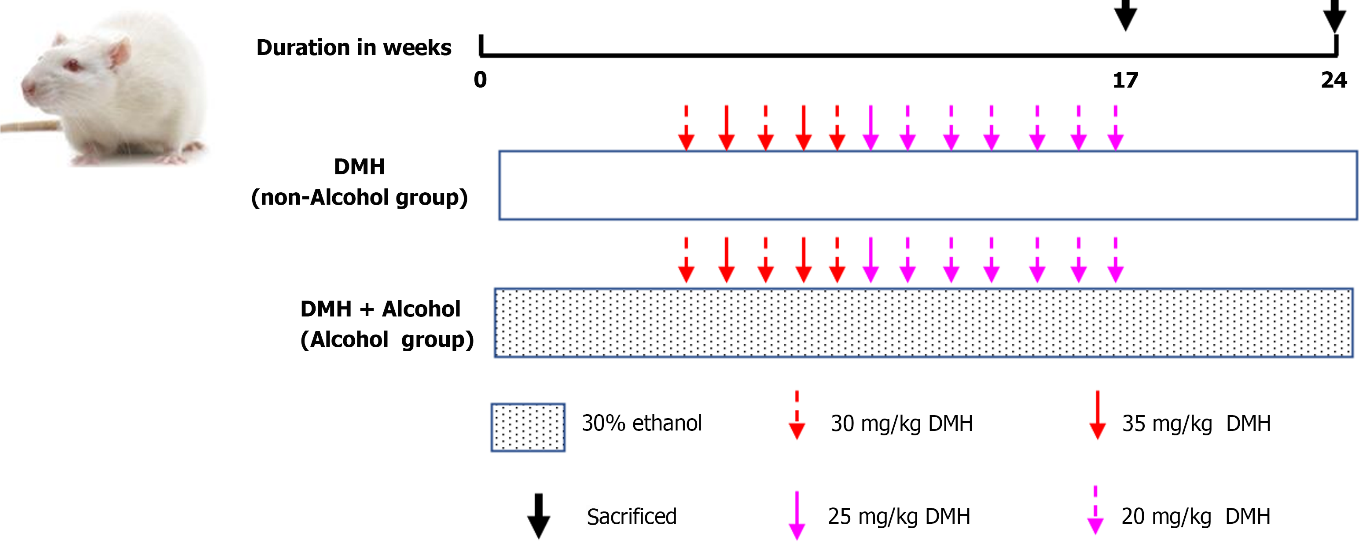 Duration in weeks
0 17 24
DMH
(non-Alcohol group)
DMH + Alcohol
(Alcohol group)
30% ethanol 30 mg/kg DMH 35 mg/kg DMH
Sacrificed 25 mg/kg DMH 20 mg/kg DMH